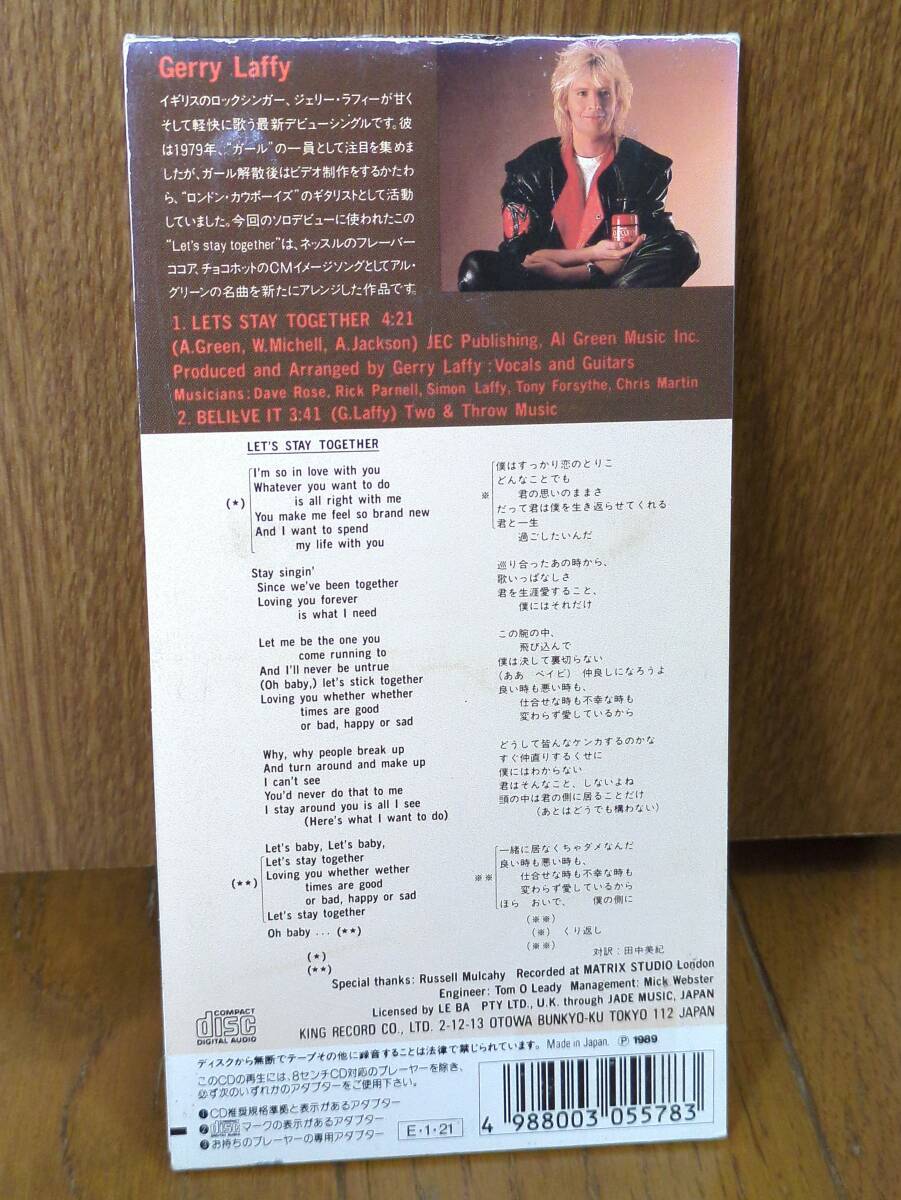 Gerry Laffy
イギリスのロックシンガー、ジェリー・ラフィーが甘く
そして軽快に歌う最新デビューシングルです。彼
は1979年、“ガール”の一員として注目を集めま
したが、ガール解散後はビデオ制作をするかたわ
ら、“ロンドン・カウボーイズ”のギタリストとして活動
していました。今回のソロデビューに使われたこの
“Let's stay together”は、ネッスルのフレーバー
ココア、チョコホットのCMイメージソングとしてアル・
グリーンの名曲を新たにアレンジした作品です。
1. LETS STAY TOGETHER 4:21
(A.Green, W.Michell, A.Jackson) JEC Publishing, Al Green Music Inc.
Produced and Arranged by Gerry Laffy : Vocals and Guitars
Musicians : Dave Rose, Rick Parnell, Simon Laffy, Tony Forsythe, Chris Martin
2. BELIEVE IT 3:41 (G.Laffy) Two & Throw Music
LET'S STAY TOGETHER
I'm so in love with you
Whatever you want to do
(*) is all right with me
You make me feel so brand new
And I want to spend
my life with you
Stay singin'
Since we've been together
Loving you forever
is what I need
Let me be the one you
come running to
And I'll never be untrue
(Oh baby,) let's stick together
Loving you whether whether
times are good
or bad, happy or sad
Why, why people break up
And turn around and make up
I can't see
You'd never do that to me
I stay around you is all I see
(Here's what I want to do)
Let's baby, Let's baby,
Let's stay together
Loving you whether wether
(**) times are good
or bad, happy or sad
Let's stay together
Oh baby ... (**)
(*)
(**)
僕はすっかり恋のとりこ
どんなことでも
※ 君の思いのままさ
だって君は僕を生き返らせてくれる
君と一生
過ごしたいんだ
巡り合ったあの時から、
歌いっぱなしさ
君を生涯愛すること、
僕にはそれだけ
この腕の中、
飛び込んで
僕は決して裏切らない
(ああ ベイビ) 仲良しになろうよ
良い時も悪い時も、
仕合せな時も不幸な時も
変わらず愛しているから
どうして皆んなケンカするのかな
すぐ仲直りするくせに
僕にはわからない
君はそんなこと、しないよね
頭の中は君の側に居ることだけ
(あとはどうでも構わない)
一緒に居なくちゃダメなんだ
良い時も悪い時も、
※※ 仕合せな時も不幸な時も
変わらず愛しているから
ほら おいで、 僕の側に
(※※)
(※) くり返し
(※※)
対訳：田中美紀
Special thanks: Russell Mulcahy Recorded at MATRIX STUDIO London
Engineer: Tom O Leady Management: Mick Webster
Licensed by LE BA PTY LTD., U.K. through JADE MUSIC, JAPAN
KING RECORD CO., LTD. 2-12-13 OTOWA BUNKYO-KU TOKYO 112 JAPAN
COMPACT
disc
DIGITAL AUDIO
ディスクから無断でテープその他に録音することは法律で禁じられています。 Made in Japan. Ⓟ 1989
このCDの再生には、8センチCD対応のプレーヤーを除き、
必ず次のいずれかのアダプターをご使用下さい。
❶CD推奨規格準拠と表示があるアダプター
❷disc マークの表示があるアダプター
❸お持ちのプレーヤーの専用アダプター
E・1・21
4 988003 055783